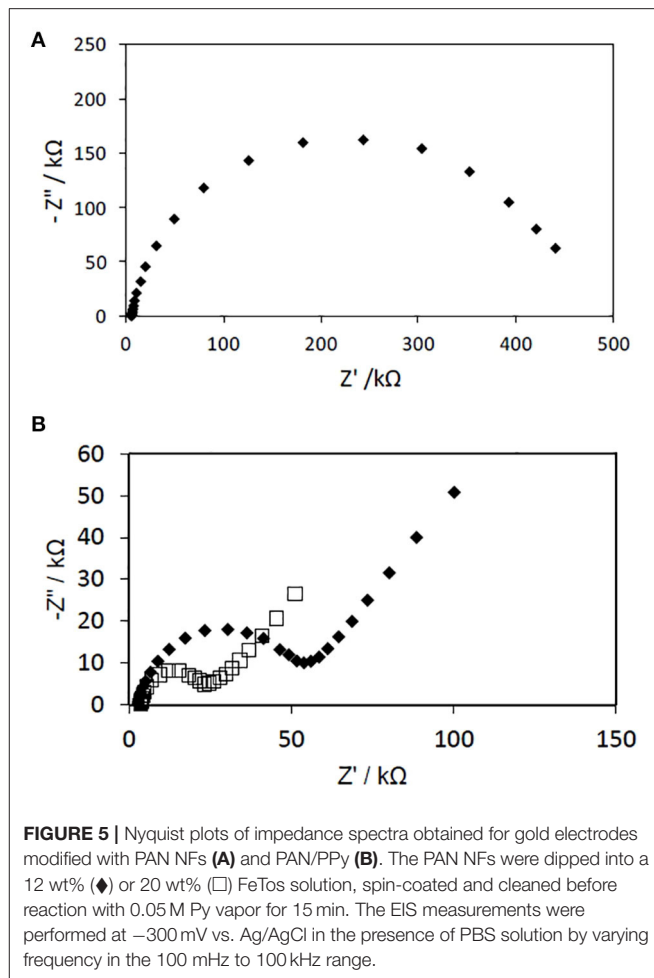 A
250
200
150
100
50
0
- Z" / kΩ
0 100 200 300 400 500
Z' /kΩ
B
60
50
40
30
20
10
0
-Z" / kΩ
0 50 100 150
Z' / kΩ
FIGURE 5 | Nyquist plots of impedance spectra obtained for gold electrodes
modified with PAN NFs (A) and PAN/PPy (B). The PAN NFs were dipped into a
12 wt% (◆) or 20 wt% (□) FeTos solution, spin-coated and cleaned before
reaction with 0.05 M Py vapor for 15 min. The EIS measurements were
performed at −300 mV vs. Ag/AgCl in the presence of PBS solution by varying
frequency in the 100 mHz to 100 kHz range.